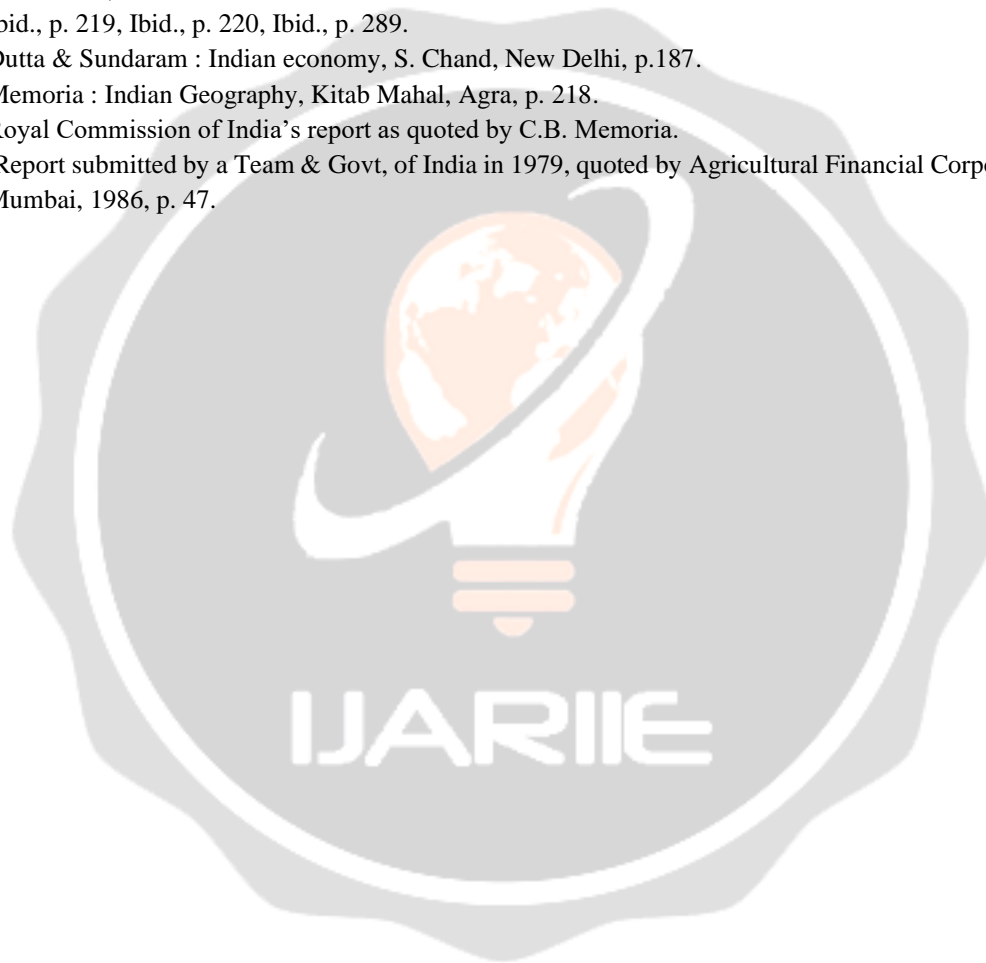 bid., p. 219, Ibid., p. 220, Ibid., p. 289.
Dutta & Sundaram : Indian economy, S. Chand, New Delhi, p.187.
Memoria : Indian Geography, Kitab Mahal, Agra, p. 218.
Royal Commission of India’s report as quoted by C.B. Memoria.
Report submitted by a Team & Govt, of India in 1979, quoted by Agricultural Financial Corp
Mumbai, 1986, p. 47.
IJARIIE